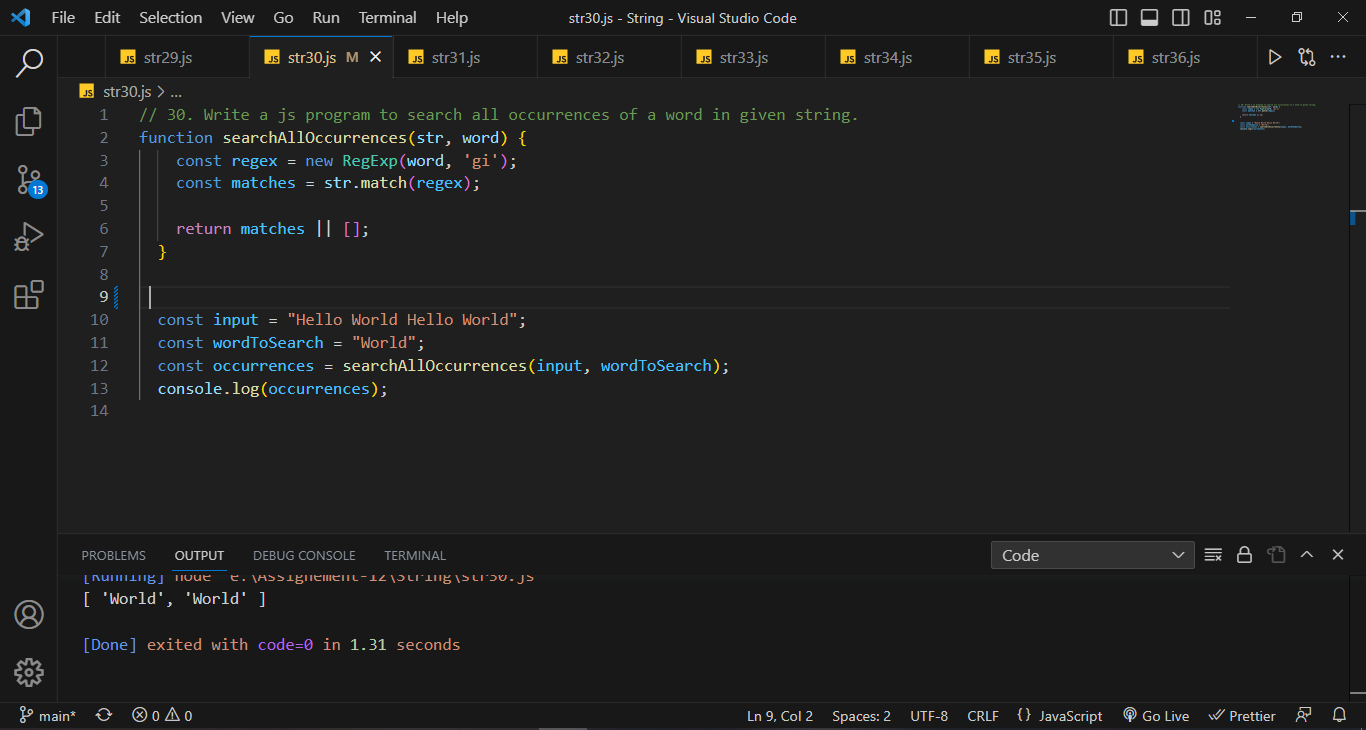 File Edit Selection View Go Run Terminal Help str30.js - String - Visual Studio Code
JS str29.js JS str30.js M JS str31.js JS str32.js JS str33.js JS str34.js JS str35.js JS str36.js
JS str30.js > ...
1 // 30. Write a js program to search all occurrences of a word in given string.
2 function searchAllOccurrences(str, word) {
3 const regex = new RegExp(word, 'gi');
4 const matches = str.match(regex);
5
6 return matches || [];
7 }
8
9
10 const input = "Hello World Hello World";
11 const wordToSearch = "World";
12 const occurrences = searchAllOccurrences(input, wordToSearch);
13 console.log(occurrences);
14
13
PROBLEMS OUTPUT DEBUG CONSOLE TERMINAL Code
[Running] node "e:\Assignement-12\String\str30.js"
[ 'World', 'World' ]
[Done] exited with code=0 in 1.31 seconds
main* 0 0 Ln 9, Col 2 Spaces: 2 UTF-8 CRLF {} JavaScript Go Live Prettier